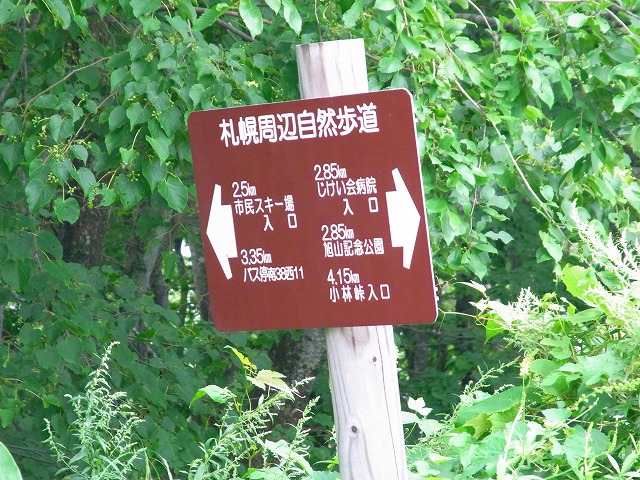 札幌周辺自然歩道
2.5km
市民スキー場
入口
3.35km
バス停南38西11
2.85km
じけい会病院
入口
2.85km
旭山記念公園
4.15km
小林峠入口